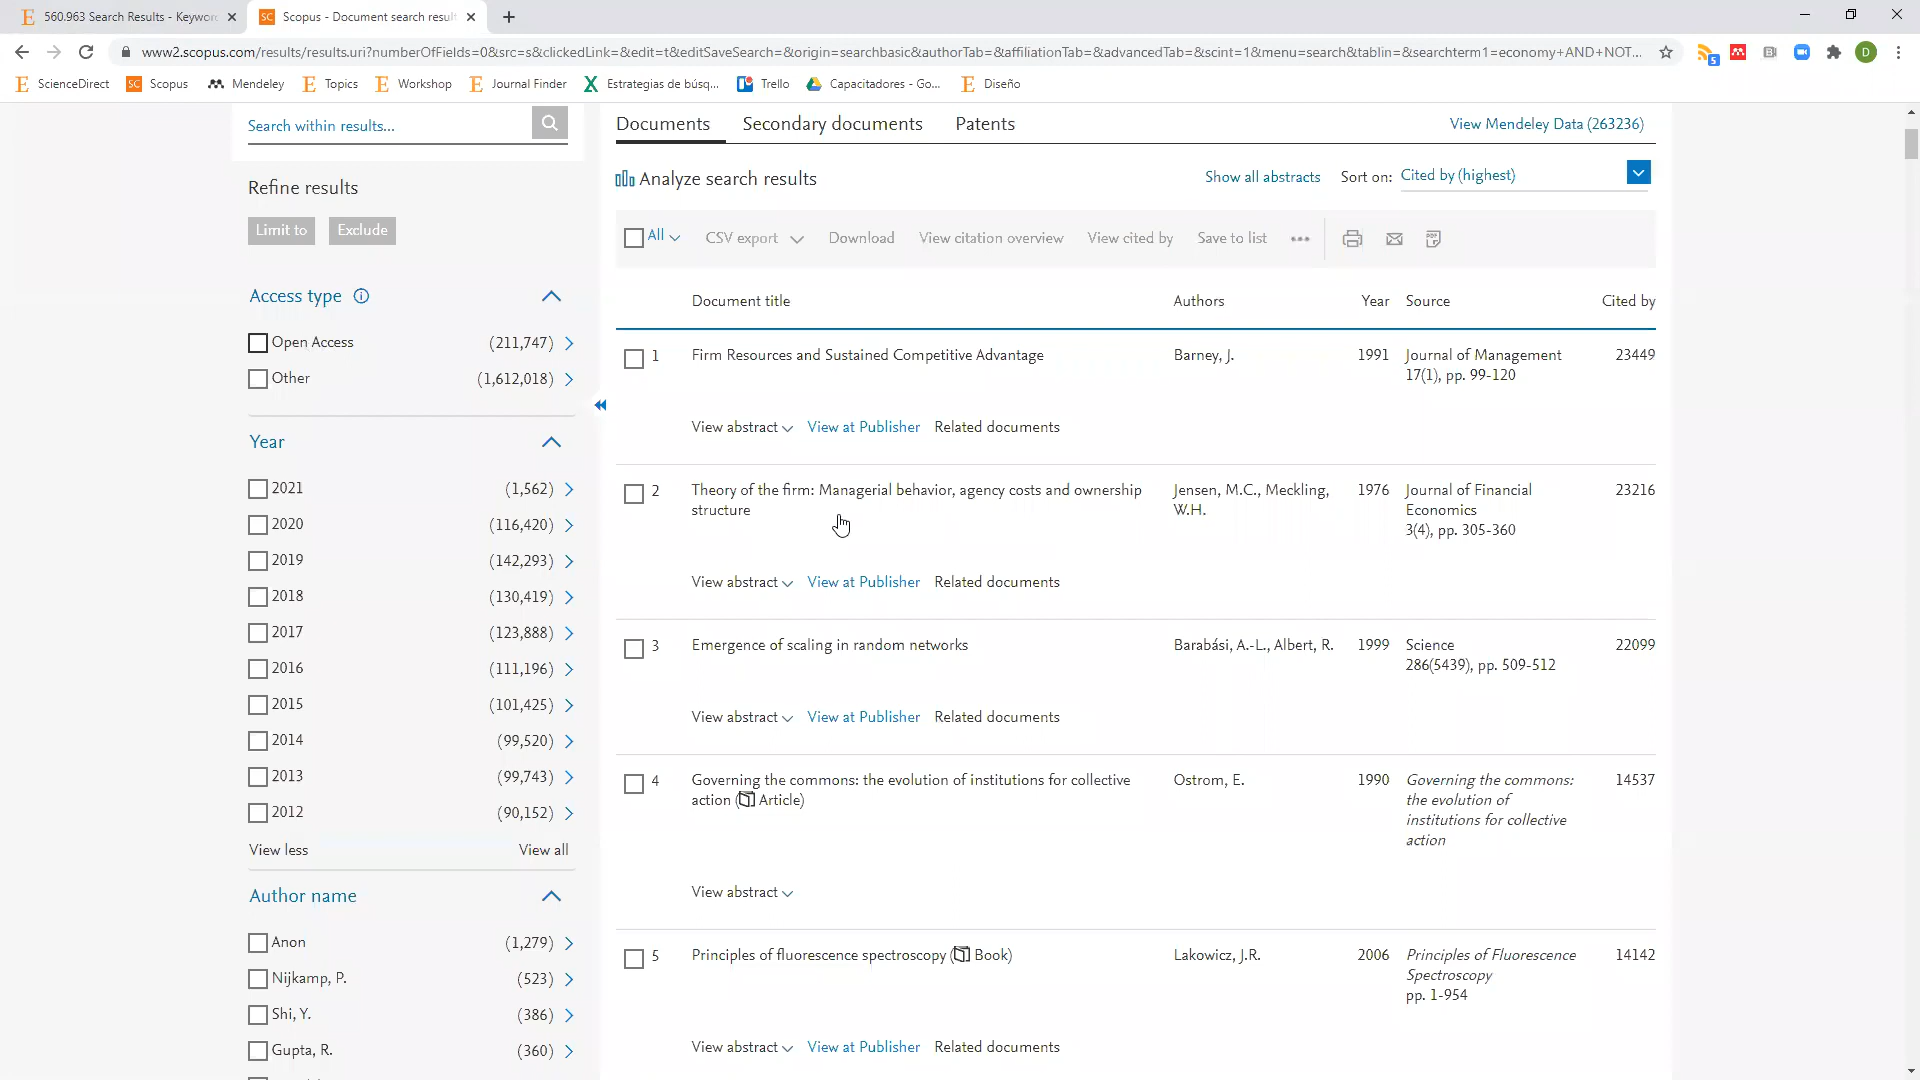 560.963 Search Results - Keywor
Scopus - Document search result
www2.scopus.com/results/results.uri?numberOfFields=0&src=s&clickedLink=&edit=t&editSaveSearch=&origin=searchbasic&authorTab=&affiliationTab=&advancedTab=&scint=1&menu=search&tablin=&searchterm1=economy+AND+NOT...
5
D
ScienceDirect
SC Scopus
Mendeley
Topics
Workshop
Journal Finder
Estrategias de búsq...
Trello
Capacitadores - Go...
Diseño
Search within results...
Documents Secondary documents Patents
View Mendeley Data (263236)
Refine results
Limit to
Exclude
Analyze search results
Show all abstracts
Sort on: Cited by (highest)
All
CSV export
Download
View citation overview
View cited by
Save to list
Access type
Open Access (211,747)
Other (1,612,018)
Year
2021 (1,562)
2020 (116,420)
2019 (142,293)
2018 (130,419)
2017 (123,888)
2016 (111,196)
2015 (101,425)
2014 (99,520)
2013 (99,743)
2012 (90,152)
View less View all
Author name
Anon (1,279)
Nijkamp, P. (523)
Shi, Y. (386)
Gupta, R. (360)
Document title Authors Year Source Cited by
1 Firm Resources and Sustained Competitive Advantage Barney, J. 1991 Journal of Management 23449
17(1), pp. 99-120
View abstract View at Publisher Related documents
2 Theory of the firm: Managerial behavior, agency costs and ownership Jensen, M.C., Meckling, 1976 Journal of Financial 23216
structure W.H. Economics
3(4), pp. 305-360
View abstract View at Publisher Related documents
3 Emergence of scaling in random networks Barabási, A.-L., Albert, R. 1999 Science 22099
286(5439), pp. 509-512
View abstract View at Publisher Related documents
4 Governing the commons: the evolution of institutions for collective Ostrom, E. 1990 Governing the commons: 14537
action (Article) the evolution of
institutions for collective
action
View abstract
5 Principles of fluorescence spectroscopy (Book) Lakowicz, J.R. 2006 Principles of Fluorescence 14142
Spectroscopy
pp. 1-954
View abstract View at Publisher Related documents